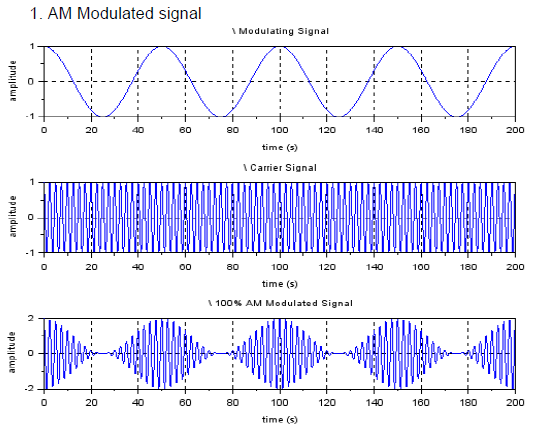 1. AM Modulated signal
\ Modulating Signal
1
0
-1
amplitude
0 20 40 60 80 100 120 140 160 180 200
time (s)
\ Carrier Signal
1
0
-1
amplitude
0 20 40 60 80 100 120 140 160 180 200
time (s)
\ 100% AM Modulated Signal
2
0
-2
amplitude
0 20 40 60 80 100 120 140 160 180 200
time (s)